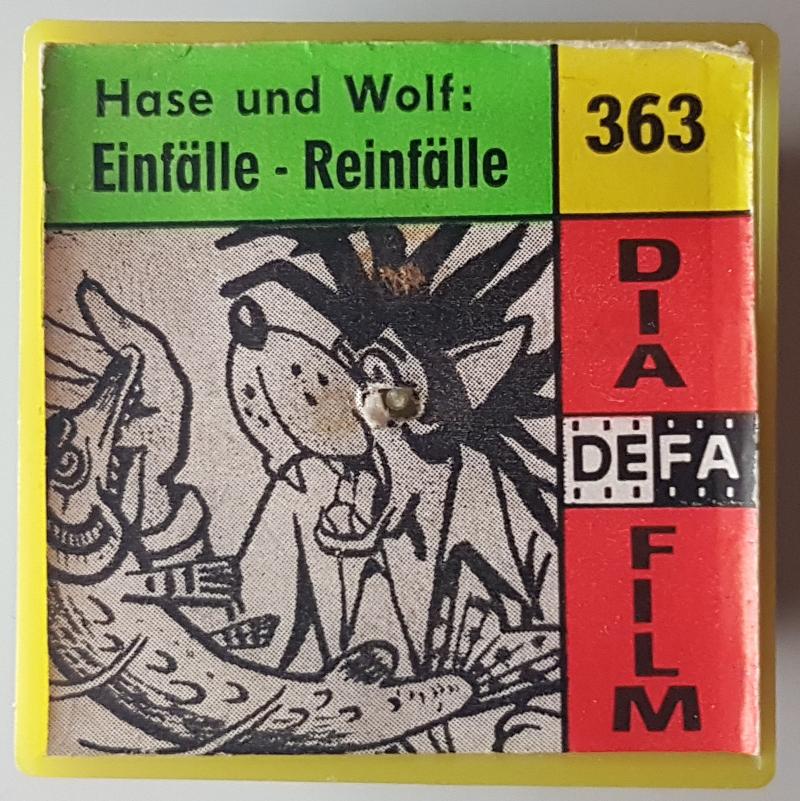 Hase und Wolf:
Einfälle - Reinfälle
363
DIA
DEFA
FILM